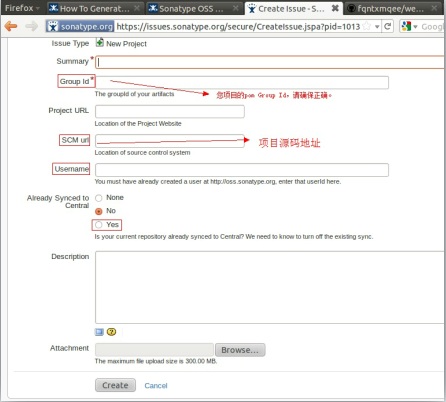 Firefox
How To Generat...
Sonatype OSS ...
Create Issue - S...
fqntxmqee/we...
sonatype.org
https://issues.sonatype.org/secure/CreateIssue.jspa?pid=1013
Goog
Issue Type
New Project
Summary *
Group Id *
The groupId of your artifacts
您项目的pom Group Id，请确保正确。
Project URL
Location of the Project Website
SCM url
项目源码地址
Location of source control system
Username
You must have already created a user at http://oss.sonatype.org, enter that userId here.
Already Synced to
Central
None
No
Yes
Is your current repository already synced to Central? We need to know to turn off the existing sync.
Description
Attachment
Browse...
The maximum file upload size is 300.00 MB.
Create
Cancel